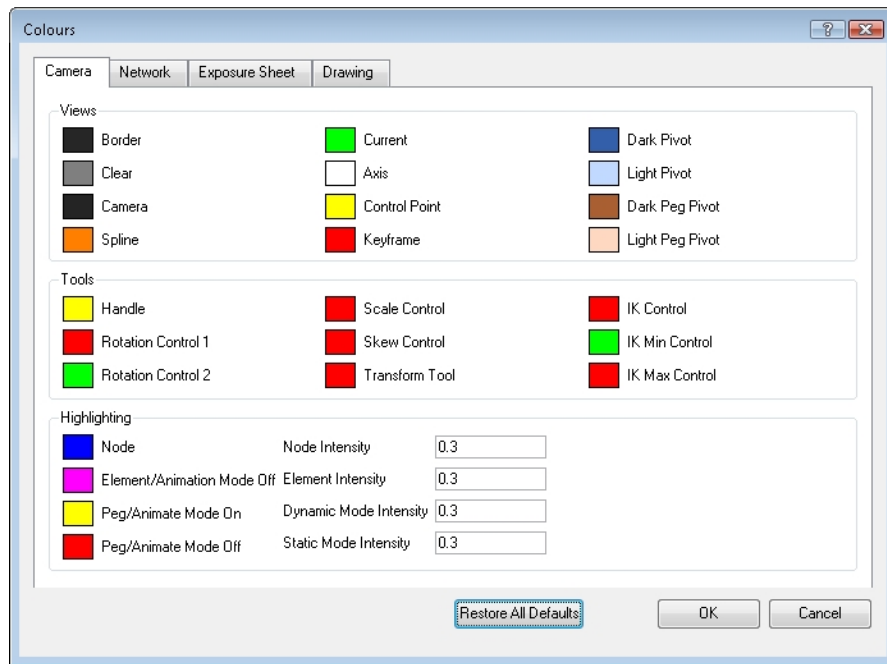 Colours
Camera Network Exposure Sheet Drawing
Views
Border Current Dark Pivot
Clear Axis Light Pivot
Camera Control Point Dark Peg Pivot
Spline Keyframe Light Peg Pivot
Tools
Handle Scale Control IK Control
Rotation Control 1 Skew Control IK Min Control
Rotation Control 2 Transform Tool IK Max Control
Highlighting
Node Node Intensity 0.3
Element/Animation Mode Off Element Intensity 0.3
Peg/Animate Mode On Dynamic Mode Intensity 0.3
Peg/Animate Mode Off Static Mode Intensity 0.3
Restore All Defaults OK Cancel